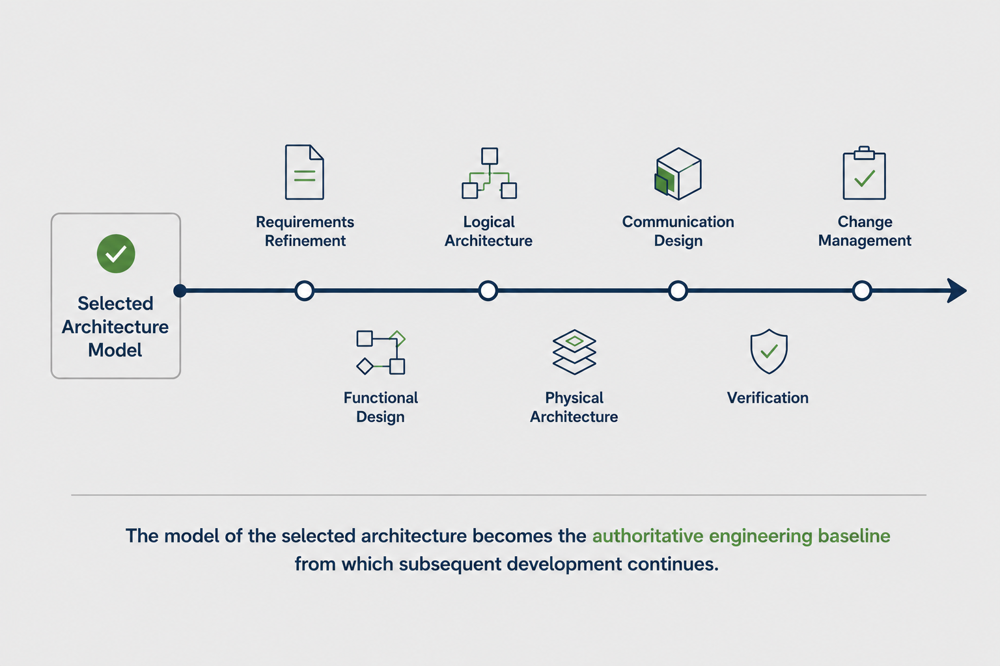 Requirements
Refinement
Logical
Architecture
Communication
Design
Change
Management
Selected
Architecture
Model
Functional
Design
Physical
Architecture
Verification
The model of the selected architecture becomes the authoritative engineering baseline
from which subsequent development continues.